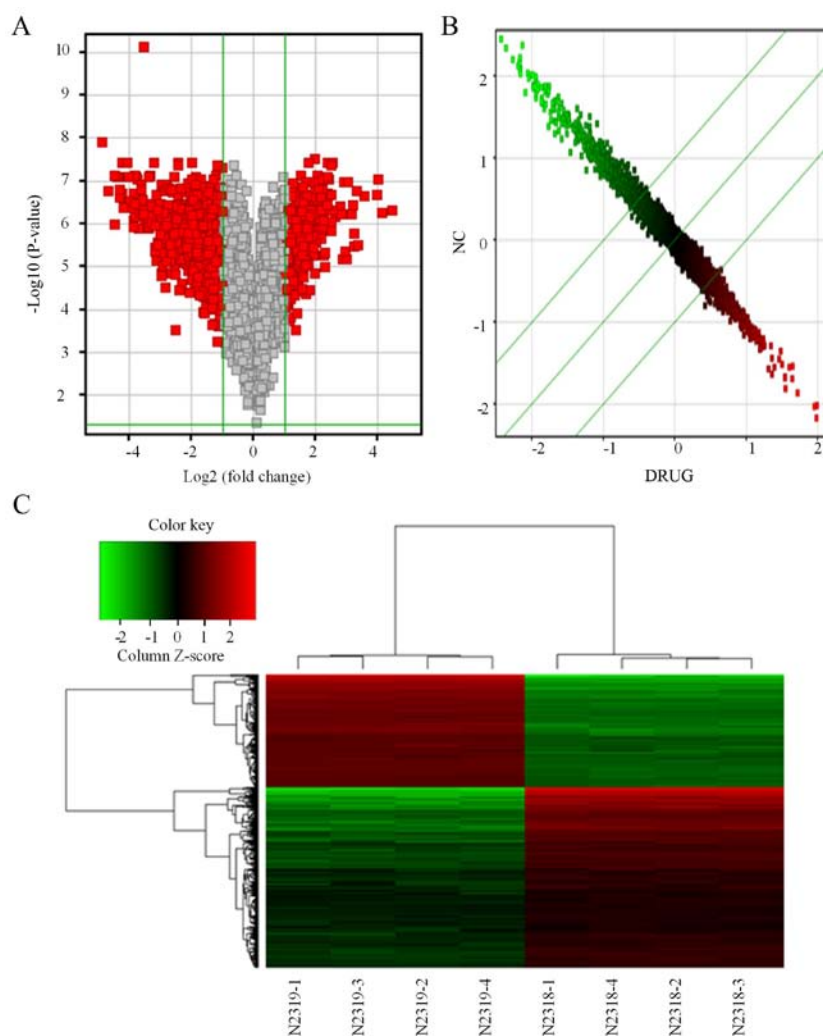 A
10
9
8
7
6
5
4
3
2
-Log10 (P-value)
-4 -2 0 2 4
Log2 (fold change)
B
2
1
0
-1
-2
NC
-2 -1 0 1 2
DRUG
C
Color key
-2 -1 0 1 2
Column Z-score
N2319-1
N2319-3
N2319-2
N2319-4
N2318-1
N2318-4
N2318-2
N2318-3